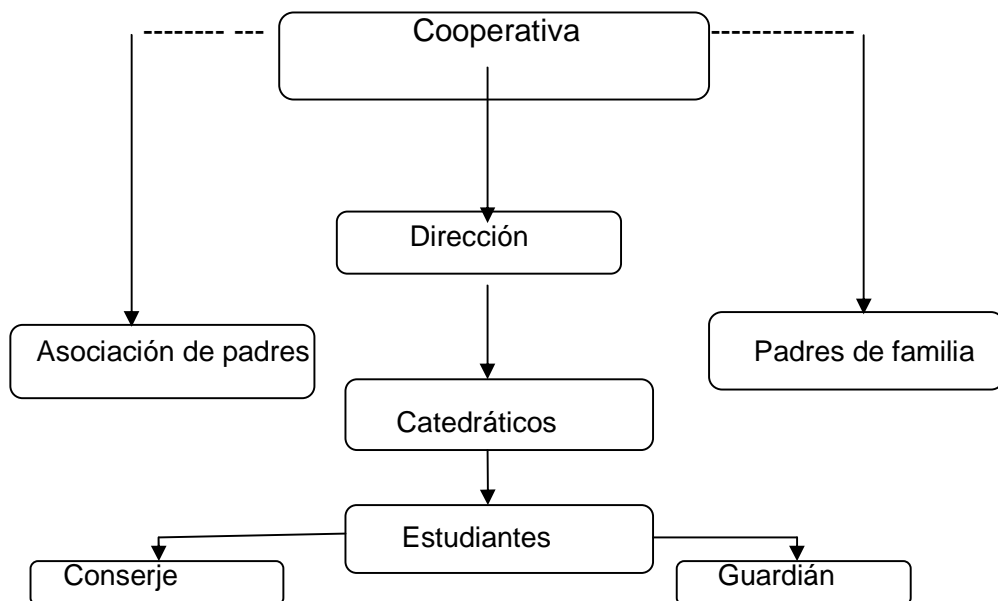 Cooperativa
Dirección
Asociación de padres
Padres de familia
Catedráticos
Estudiantes
Conserje
Guardián